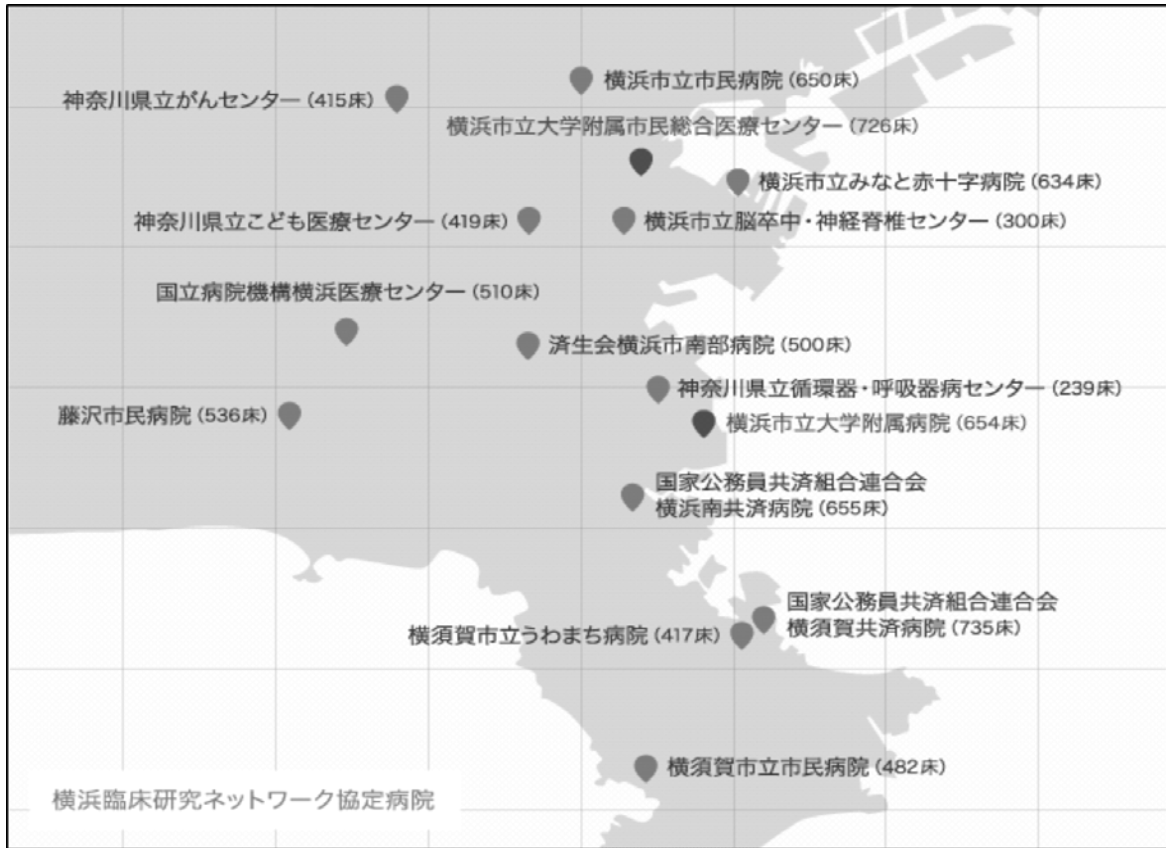 横浜市立市民病院(650床)
神奈川県立がんセンター(415床)
横浜市立大学附属市民総合医療センター(726床)
横浜市立みなと赤十字病院(634床)
神奈川県立こども医療センター(419床)
横浜市立脳卒中・神経脊椎センター(300床)
国立病院機構横浜医療センター(510床)
済生会横浜市南部病院(500床)
神奈川県立循環器・呼吸器病センター(239床)
藤沢市民病院(536床)
横浜市立大学附属病院(654床)
国家公務員共済組合連合会
横浜南共済病院(655床)
国家公務員共済組合連合会
横須賀共済病院(735床)
横須賀市立うわまち病院(417床)
横須賀市立市民病院(482床)
横浜臨床研究ネットワーク協定病院